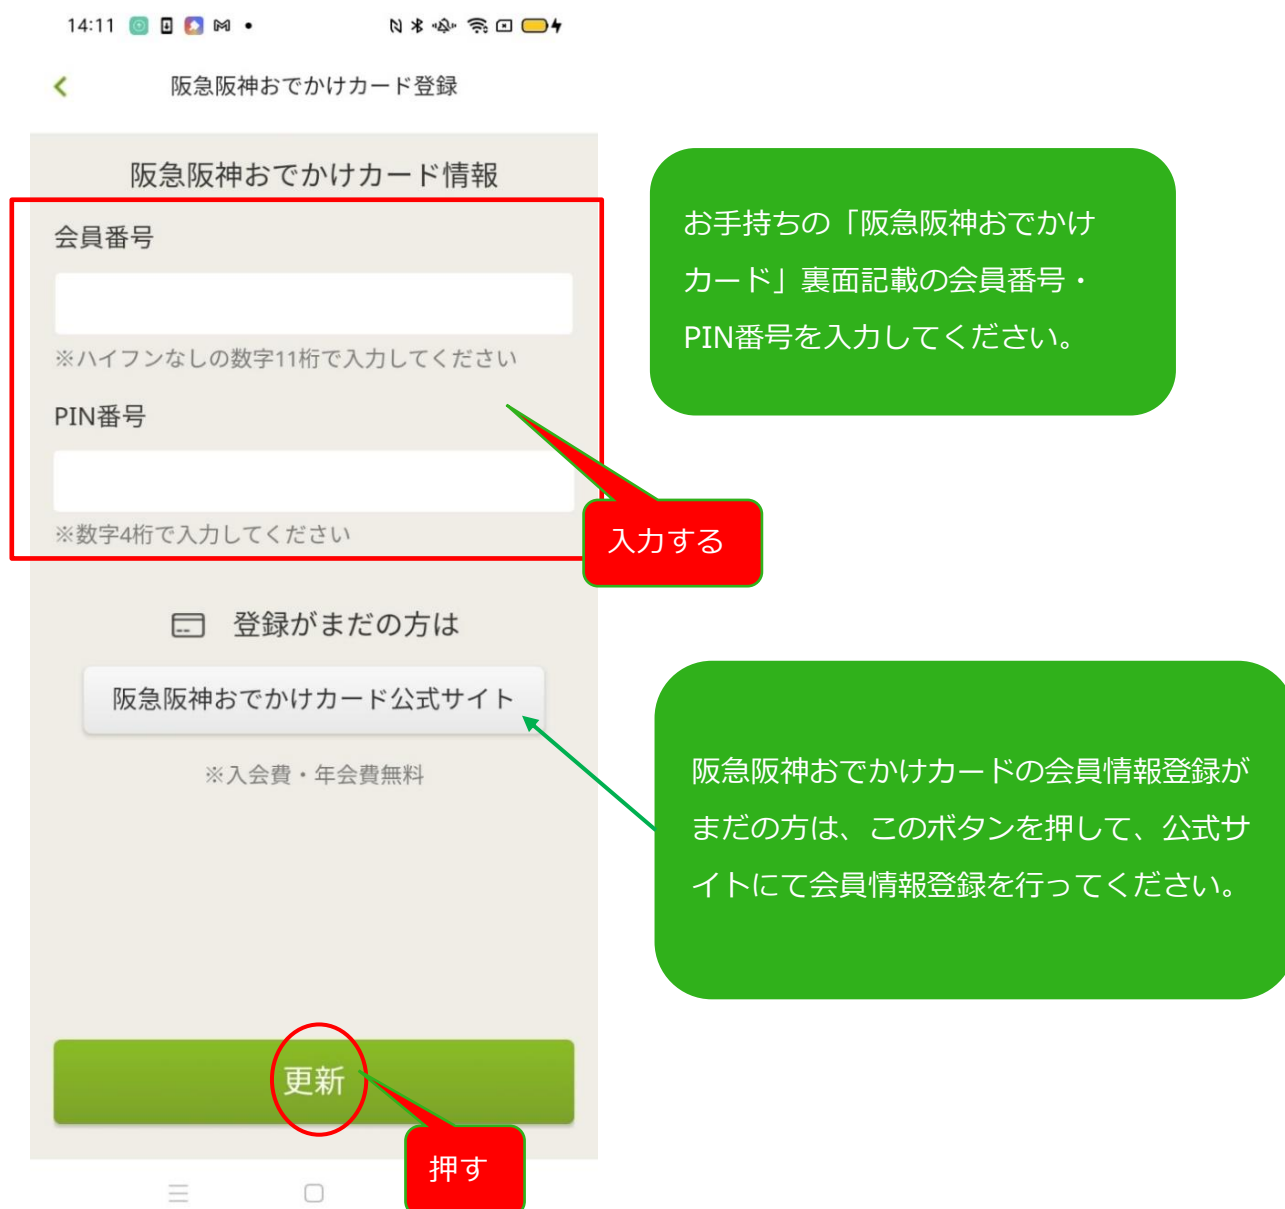 14:11
阪急阪神おでかけカード登録
阪急阪神おでかけカード情報
会員番号
※ハイフンなしの数字11桁で入力してください
PIN番号
※数字4桁で入力してください
お手持ちの「阪急阪神おでかけ
カード」裏面記載の会員番号・
PIN番号を入力してください。
入力する
登録がまだの方は
阪急阪神おでかけカード公式サイト
※入会費・年会費無料
阪急阪神おでかけカードの会員情報登録が
まだの方は、このボタンを押して、公式サ
イトにて会員情報登録を行ってください。
更新
押す